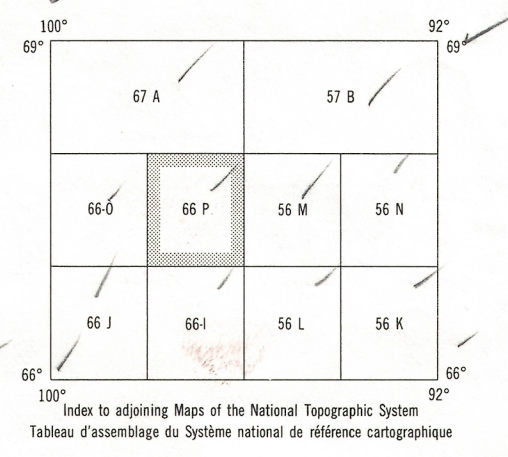 100° 92°
69° 69°
67 A 57 B
66-O 66 P 56 M 56 N
66 J 66-I 56 L 56 K
66° 66°
100° 92°
Index to adjoining Maps of the National Topographic System
Tableau d'assemblage du Système national de référence cartographique